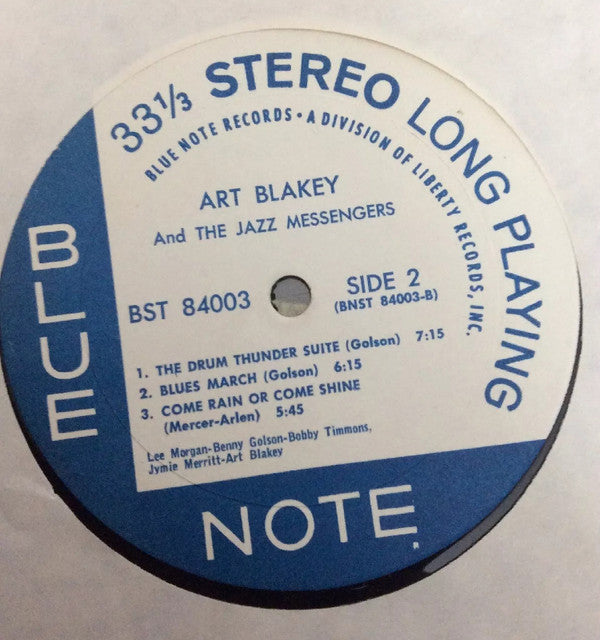 33⅓ STEREO LONG PLAYING
BLUE NOTE RECORDS • A DIVISION OF LIBERTY RECORDS, INC.
ART BLAKEY
And THE JAZZ MESSENGERS
BST 84003
SIDE 2
(BNST 84003-B)
1. THE DRUM THUNDER SUITE (Golson) 7:15
2. BLUES MARCH (Golson) 6:15
3. COME RAIN OR COME SHINE
(Mercer-Arlen) 5:45
Lee Morgan-Benny Golson-Bobby Timmons,
Jymie Merritt-Art Blakey
BLUE
NOTE
R